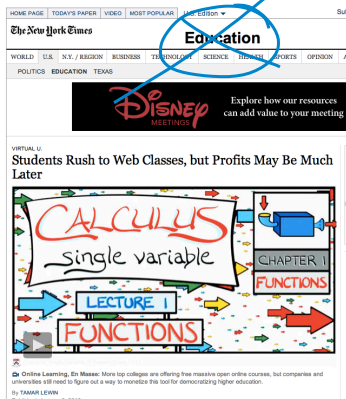 HOME PAGE TODAY'S PAPER VIDEO MOST POPULAR U.S. Edition
The New York Times
Education
WORLD U.S. N.Y. / REGION BUSINESS TECHNOLOGY SCIENCE HEALTH SPORTS OPINION
POLITICS EDUCATION TEXAS
DISNEY
MEETINGS
Explore how our resources
can add value to your meeting
VIRTUAL U.
Students Rush to Web Classes, but Profits May Be Much
Later
CALCULUS
single variable
CHAPTER 1
FUNCTIONS
LECTURE 1
FUNCTIONS
Online Learning, En Masse: More top colleges are offering free massive open online courses, but companies and
universities still need to figure out a way to monetize this tool for democratizing higher education.
By TAMAR LEWIN